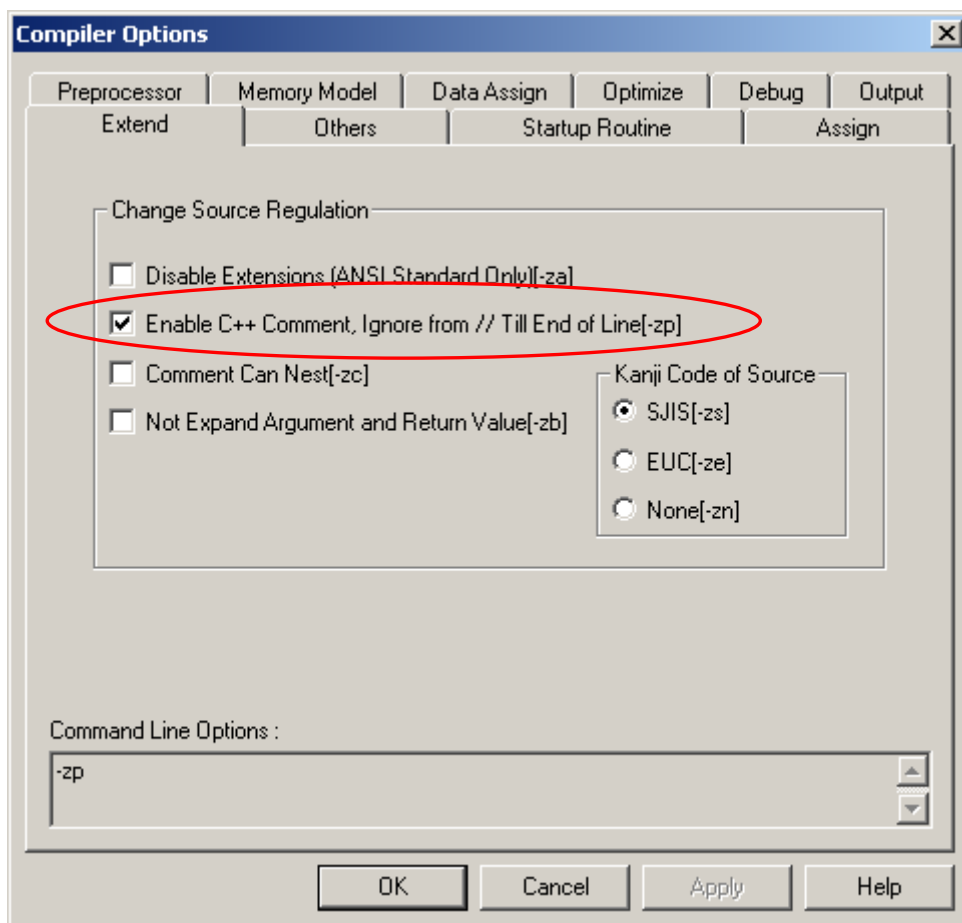 Compiler Options
Preprocessor Memory Model Data Assign Optimize Debug Output
Extend Others Startup Routine Assign
Change Source Regulation
Disable Extensions (ANSI Standard Only)[-za]
Enable C++ Comment, Ignore from // Till End of Line[-zp]
Comment Can Nest[-zc]
Not Expand Argument and Return Value[-zb]
Kanji Code of Source
SJIS[-zs]
EUC[-ze]
None[-zn]
Command Line Options :
-zp
OK Cancel Apply Help